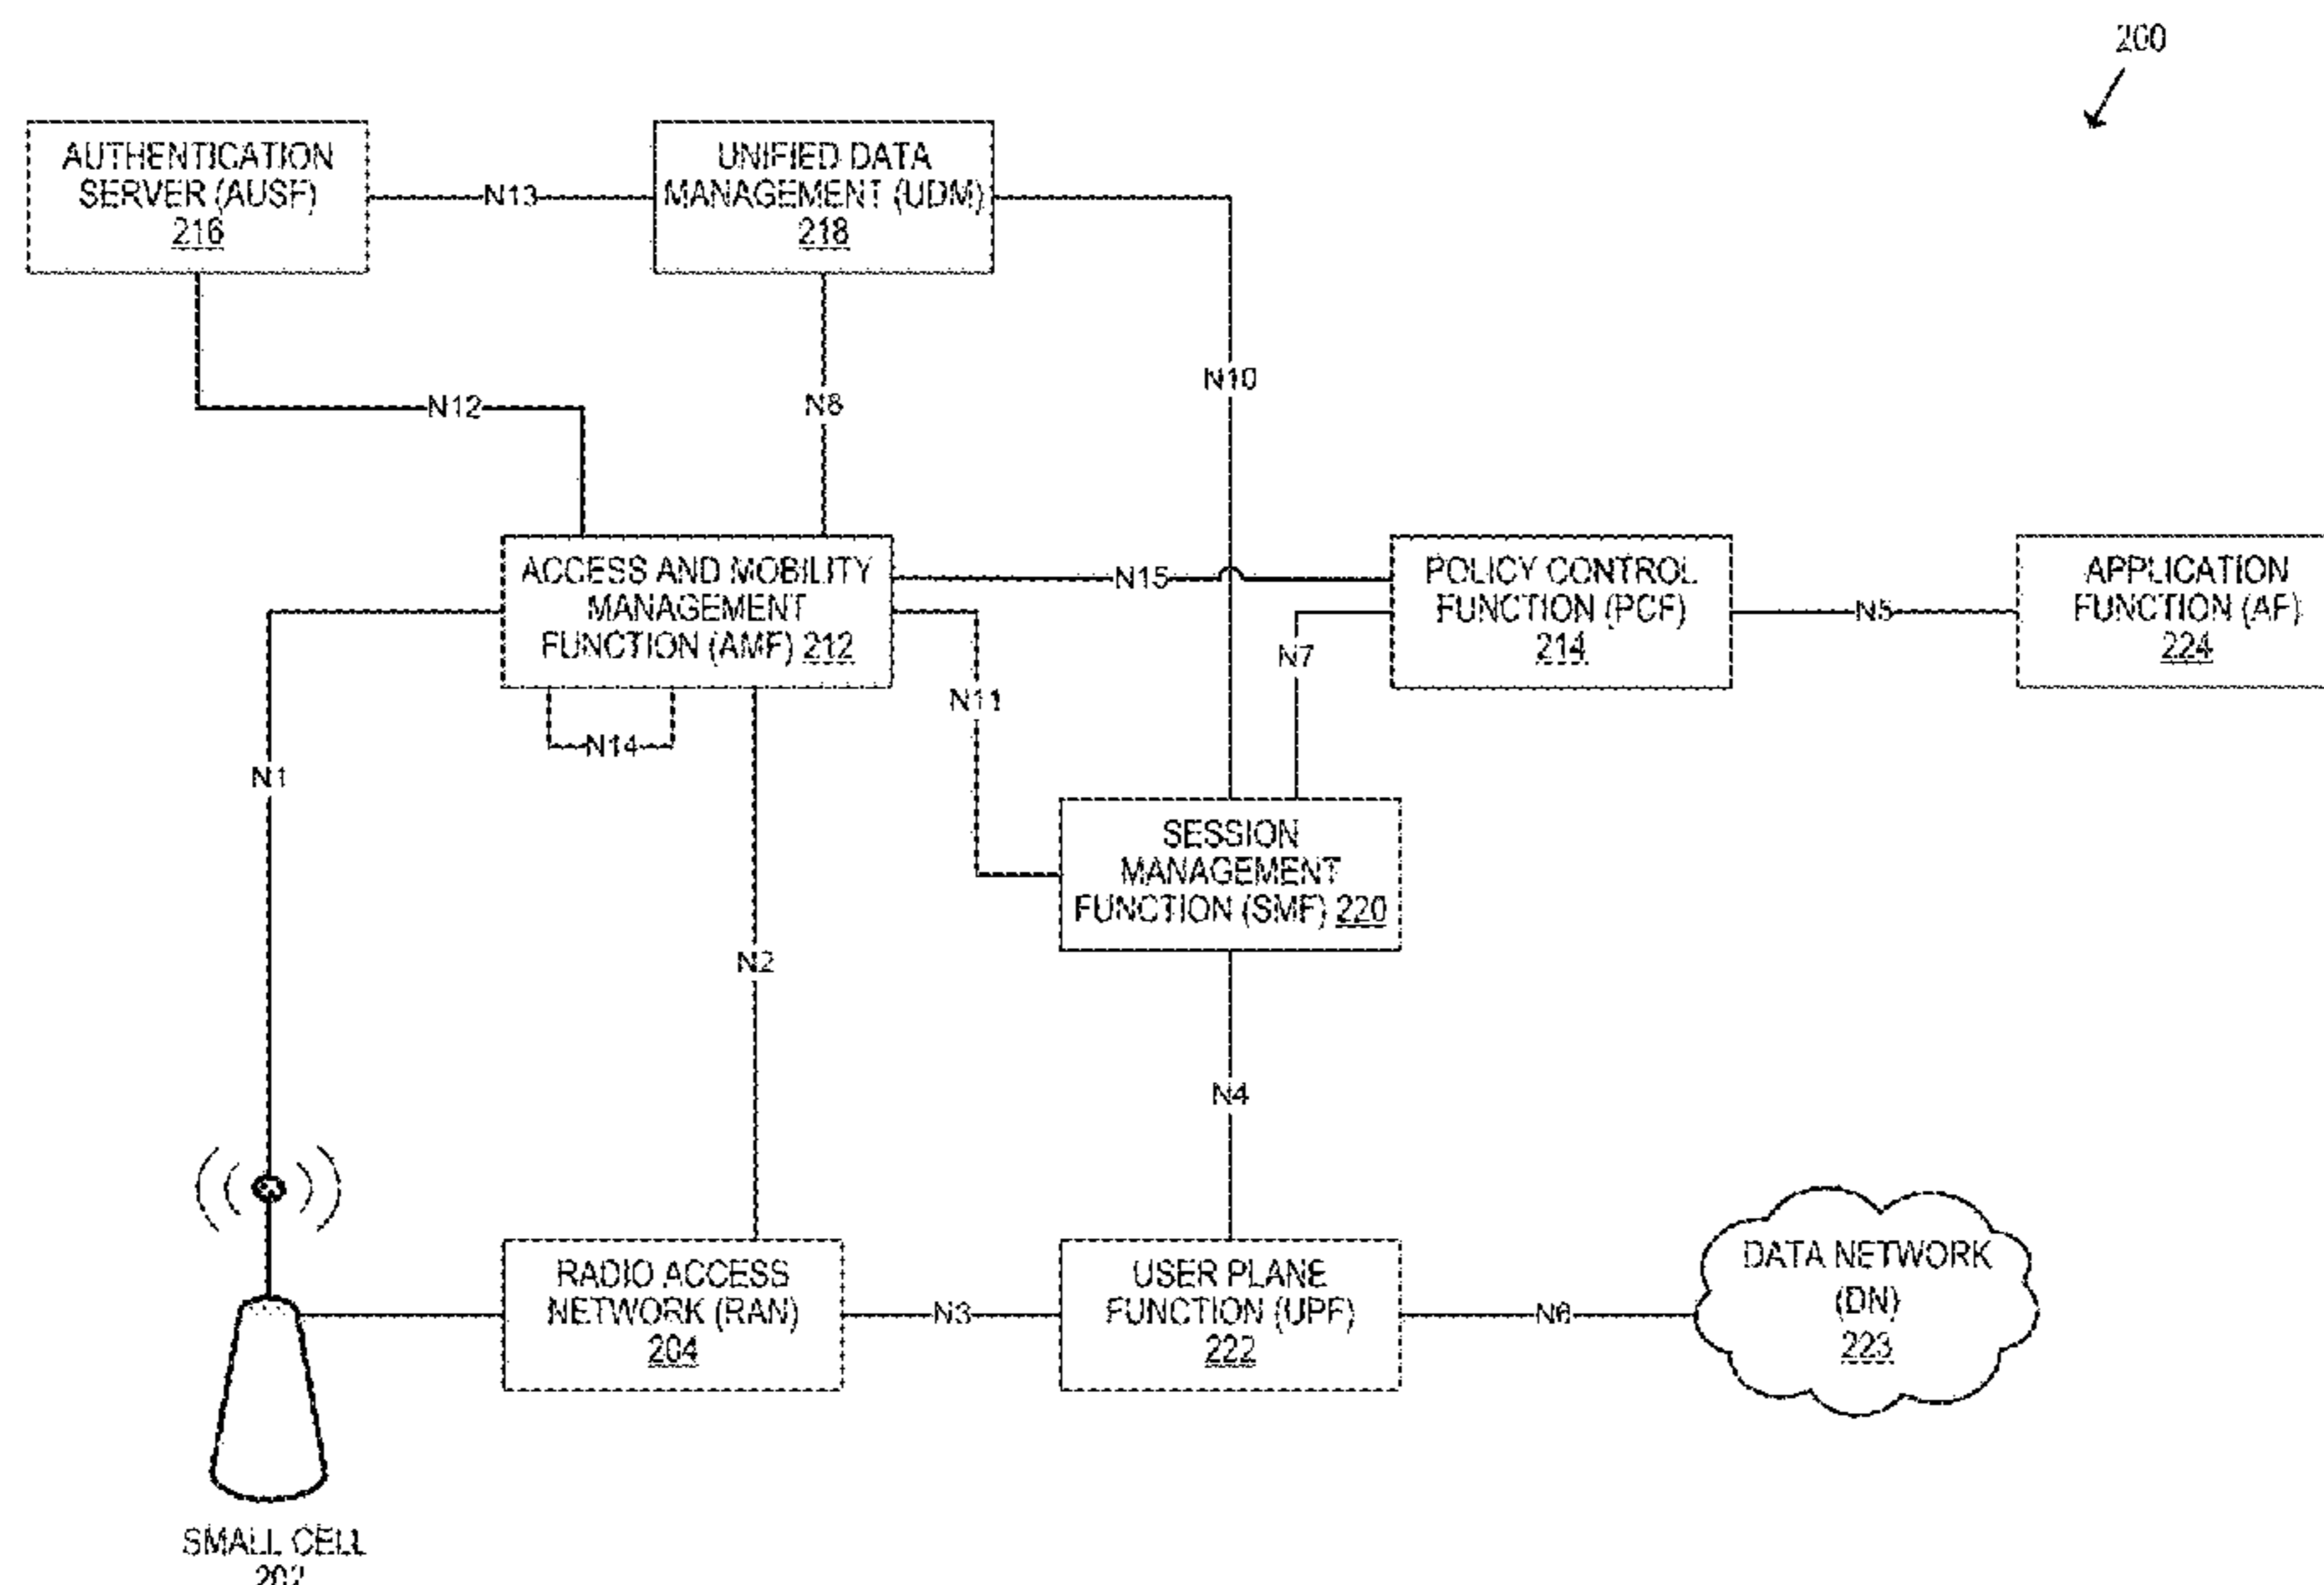 200
AUTHENTICATION
SERVER (AUSF)
216
N13
UNIFIED DATA
MANAGEMENT (UDM)
218
N10
N12
N8
ACCESS AND MOBILITY
MANAGEMENT
FUNCTION (AMF) 212
N15
POLICY CONTROL
FUNCTION (PCF)
214
N5
APPLICATION
FUNCTION (AF)
224
N7
N11
N14
N1
SESSION
MANAGEMENT
FUNCTION (SMF) 220
N2
N4
RADIO ACCESS
NETWORK (RAN)
204
N3
USER PLANE
FUNCTION (UPF)
222
N6
DATA NETWORK
(DN)
223
SMALL CELL
202